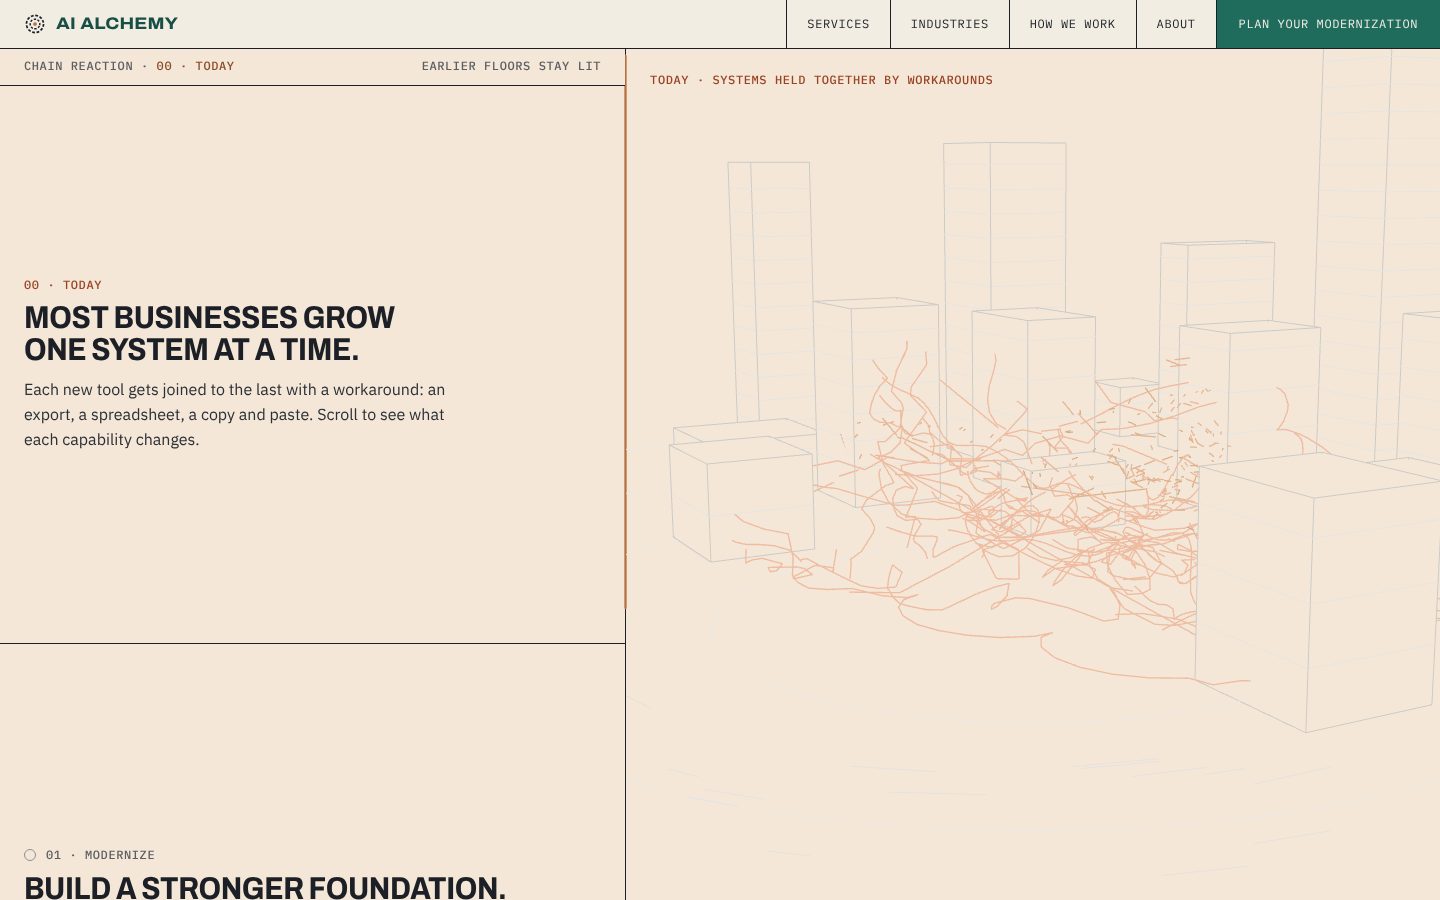 AI ALCHEMY
SERVICES
INDUSTRIES
HOW WE WORK
ABOUT
PLAN YOUR MODERNIZATION
CHAIN REACTION · 00 · TODAY
EARLIER FLOORS STAY LIT
TODAY · SYSTEMS HELD TOGETHER BY WORKAROUNDS
00 · TODAY
MOST BUSINESSES GROW
ONE SYSTEM AT A TIME.
Each new tool gets joined to the last with a workaround: an
export, a spreadsheet, a copy and paste. Scroll to see what
each capability changes.
01 · MODERNIZE
BUILD A STRONGER FOUNDATION.